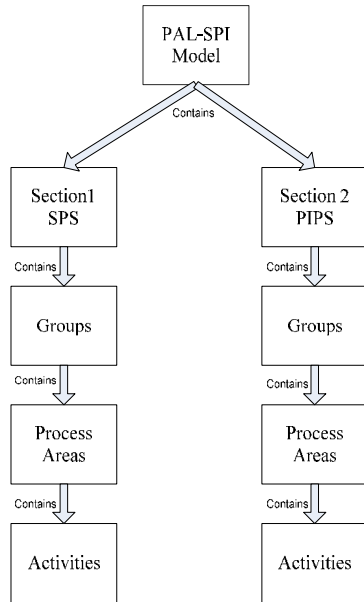 PAL-SPI
Model
Contains
Section1
SPS
Section 2
PIPS
Contains
Contains
Groups
Groups
Contains
Contains
Process
Areas
Process
Areas
Contains
Contains
Activities
Activities